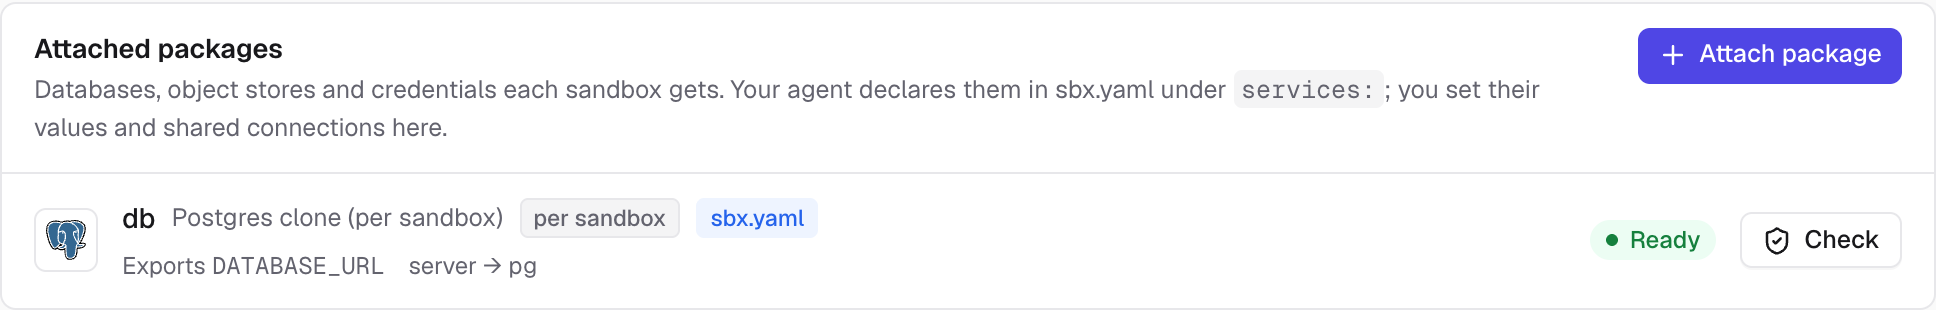 Attached packages
Attach package
Databases, object stores and credentials each sandbox gets. Your agent declares them in sbx.yaml under services: ; you set their
values and shared connections here.
db Postgres clone (per sandbox) per sandbox sbx.yaml
Ready Check
Exports DATABASE_URL server → pg